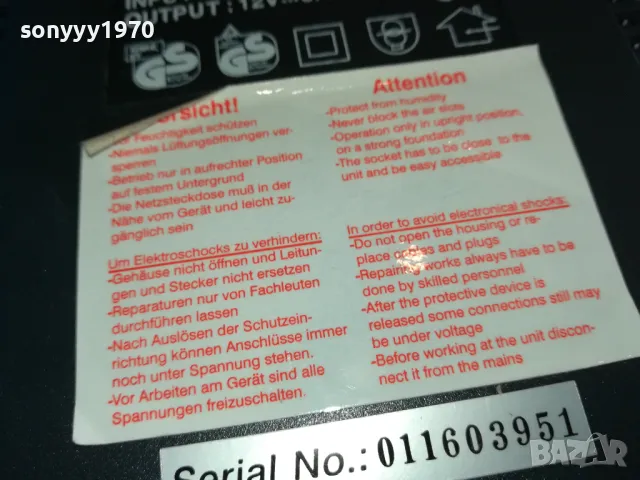 sonyyy1970
OUTPUT : 12V
GS GS
sicht!
Feuchtigkeit schützen
-Niemals Lüftungsöffnungen ver-
sperren
-Betrieb nur in aufrechter Position
auf festem Untergrund
-Die Netzsteckdose muß in der
Nähe vom Gerät und leicht zu-
gänglich sein
Um Elektroschocks zu verhindern:
-Gehäuse nicht öffnen und Leitun-
gen und Stecker nicht ersetzen
-Reparaturen nur von Fachleuten
durchführen lassen
-Nach Auslösen der Schutzein-
richtung können Anschlüsse immer
noch unter Spannung stehen.
-Vor Arbeiten am Gerät sind alle
Spannungen freizuschalten.
Attention
-Protect from humidity
-Never block the air slots
-Operation only in upright position,
on a strong foundation
-The socket has to be close to the
unit and be easy accessible
In order to avoid electronical shocks:
-Do not open the housing or re-
place cables and plugs
-Repairing works always have to be
done by skilled personnel
-After the protective device is
released some connections still may
be under voltage
-Before working at the unit discon-
nect it from the mains
Serial No.: 011603951
BAZAR